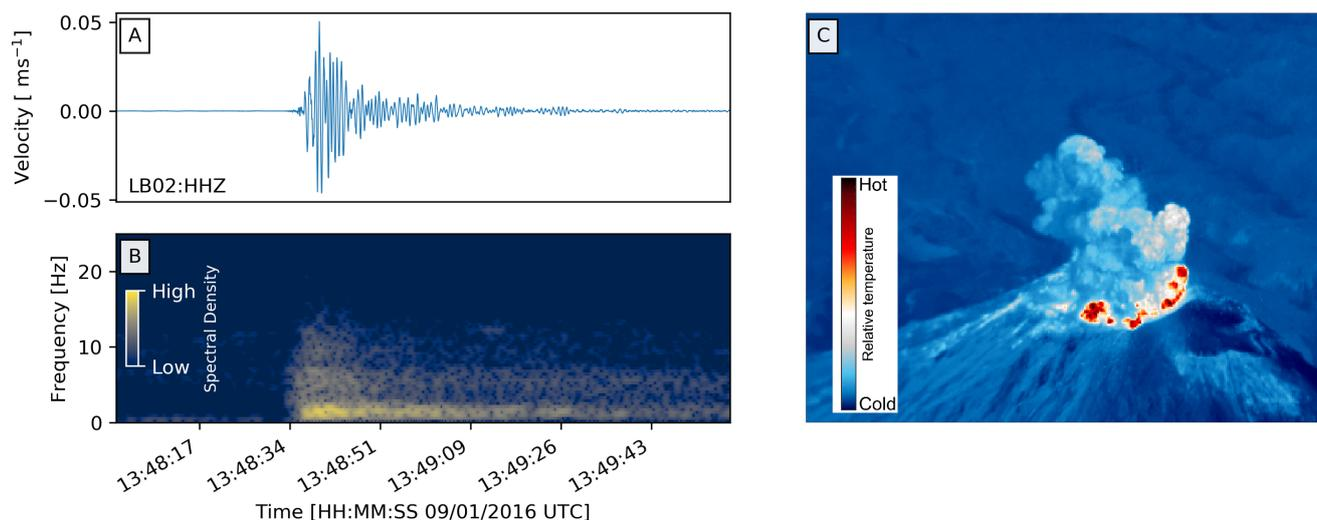 A
0.05
0.00
−0.05
Velocity [ ms⁻¹]
LB02:HHZ
B
20
10
0
Frequency [Hz]
High
Low
Spectral Density
13:48:17
13:48:34
13:48:51
13:49:09
13:49:26
13:49:43
Time [HH:MM:SS 09/01/2016 UTC]
C
Hot
Relative temperature
Cold